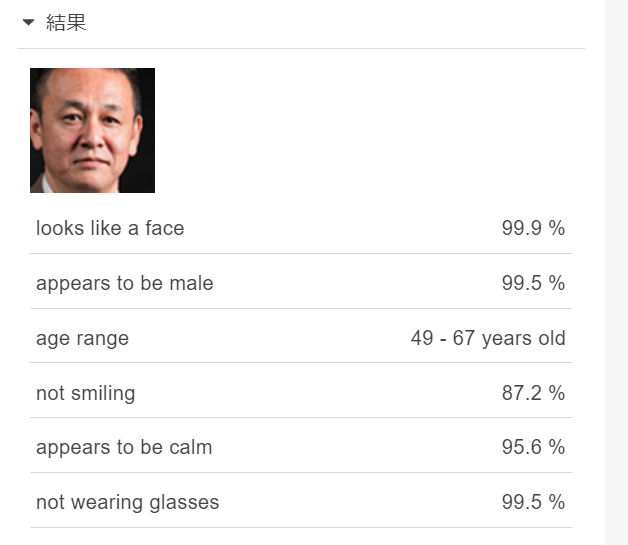 結果
looks like a face 99.9 %
appears to be male 99.5 %
age range 49 - 67 years old
not smiling 87.2 %
appears to be calm 95.6 %
not wearing glasses 99.5 %